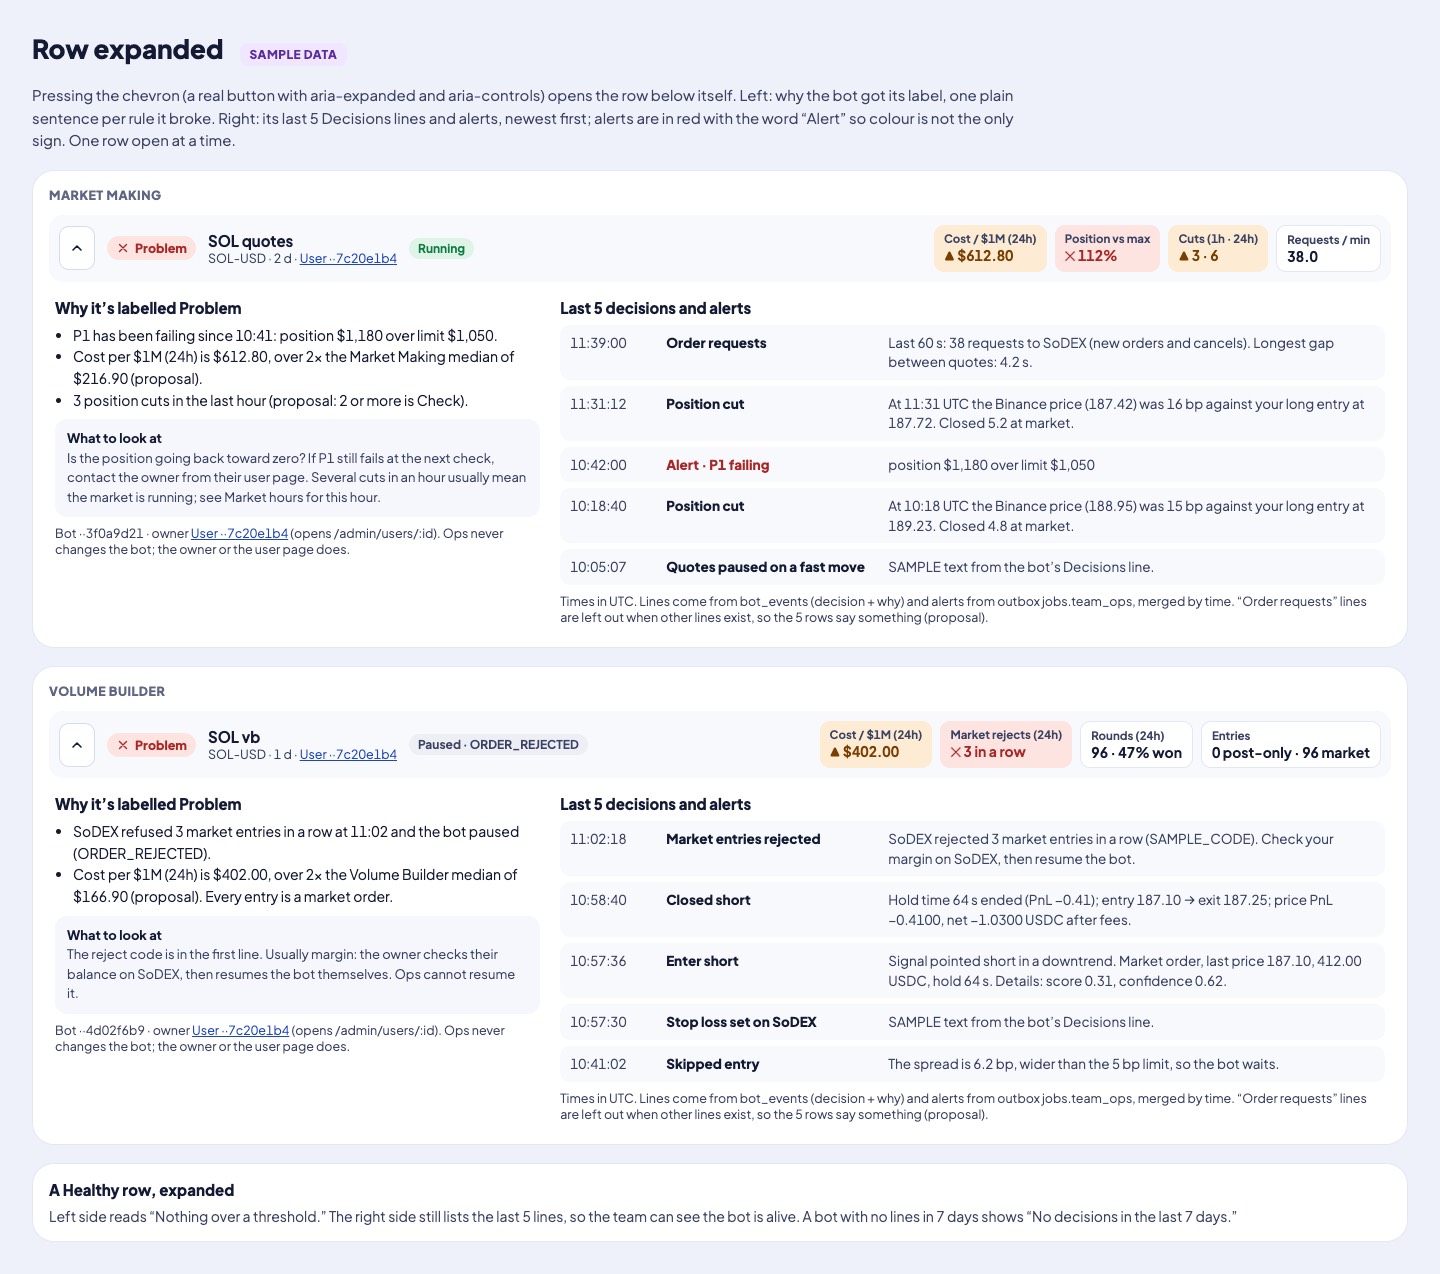 Row expanded SAMPLE DATA
Pressing the chevron (a real button with aria-expanded and aria-controls) opens the row below itself. Left: why the bot got its label, one plain
sentence per rule it broke. Right: its last 5 Decisions lines and alerts, newest first; alerts are in red with the word “Alert” so colour is not the only
sign. One row open at a time.
MARKET MAKING
Problem
SOL quotes
SOL-USD · 2 d · User ··7c20e1b4
Running
Cost / $1M (24h)
▲ $612.80
Position vs max
✕ 112%
Cuts (1h · 24h)
▲ 3 · 6
Requests / min
38.0
Why it’s labelled Problem
• P1 has been failing since 10:41: position $1,180 over limit $1,050.
• Cost per $1M (24h) is $612.80, over 2× the Market Making median of
$216.90 (proposal).
• 3 position cuts in the last hour (proposal: 2 or more is Check).
What to look at
Is the position going back toward zero? If P1 still fails at the next check,
contact the owner from their user page. Several cuts in an hour usually mean
the market is running; see Market hours for this hour.
Bot ··3f0a9d21 · owner User ··7c20e1b4 (opens /admin/users/:id). Ops never
changes the bot; the owner or the user page does.
Last 5 decisions and alerts
11:39:00 Order requests Last 60 s: 38 requests to SoDEX (new orders and cancels). Longest gap
between quotes: 4.2 s.
11:31:12 Position cut At 11:31 UTC the Binance price (187.42) was 16 bp against your long entry at
187.72. Closed 5.2 at market.
10:42:00 Alert · P1 failing position $1,180 over limit $1,050
10:18:40 Position cut At 10:18 UTC the Binance price (188.95) was 15 bp against your long entry at
189.23. Closed 4.8 at market.
10:05:07 Quotes paused on a fast move SAMPLE text from the bot’s Decisions line.
Times in UTC. Lines come from bot_events (decision + why) and alerts from outbox jobs.team_ops, merged by time. “Order requests” lines
are left out when other lines exist, so the 5 rows say something (proposal).
VOLUME BUILDER
Problem
SOL vb
SOL-USD · 1 d · User ··7c20e1b4
Paused · ORDER_REJECTED
Cost / $1M (24h)
▲ $402.00
Market rejects (24h)
✕ 3 in a row
Rounds (24h)
96 · 47% won
Entries
0 post-only · 96 market
Why it’s labelled Problem
• SoDEX refused 3 market entries in a row at 11:02 and the bot paused
(ORDER_REJECTED).
• Cost per $1M (24h) is $402.00, over 2× the Volume Builder median of
$166.90 (proposal). Every entry is a market order.
What to look at
The reject code is in the first line. Usually margin: the owner checks their
balance on SoDEX, then resumes the bot themselves. Ops cannot resume
it.
Bot ··4d02f6b9 · owner User ··7c20e1b4 (opens /admin/users/:id). Ops never
changes the bot; the owner or the user page does.
Last 5 decisions and alerts
11:02:18 Market entries rejected SoDEX rejected 3 market entries in a row (SAMPLE_CODE). Check your
margin on SoDEX, then resume the bot.
10:58:40 Closed short Hold time 64 s ended (PnL −0.41); entry 187.10 → exit 187.25; price PnL
−0.4100, net −1.0300 USDC after fees.
10:57:36 Enter short Signal pointed short in a downtrend. Market order, last price 187.10, 412.00
USDC, hold 64 s. Details: score 0.31, confidence 0.62.
10:57:30 Stop loss set on SoDEX SAMPLE text from the bot’s Decisions line.
10:41:02 Skipped entry The spread is 6.2 bp, wider than the 5 bp limit, so the bot waits.
Times in UTC. Lines come from bot_events (decision + why) and alerts from outbox jobs.team_ops, merged by time. “Order requests” lines
are left out when other lines exist, so the 5 rows say something (proposal).
A Healthy row, expanded
Left side reads “Nothing over a threshold.” The right side still lists the last 5 lines, so the team can see the bot is alive. A bot with no lines in 7 days shows “No decisions in the last 7 days.”